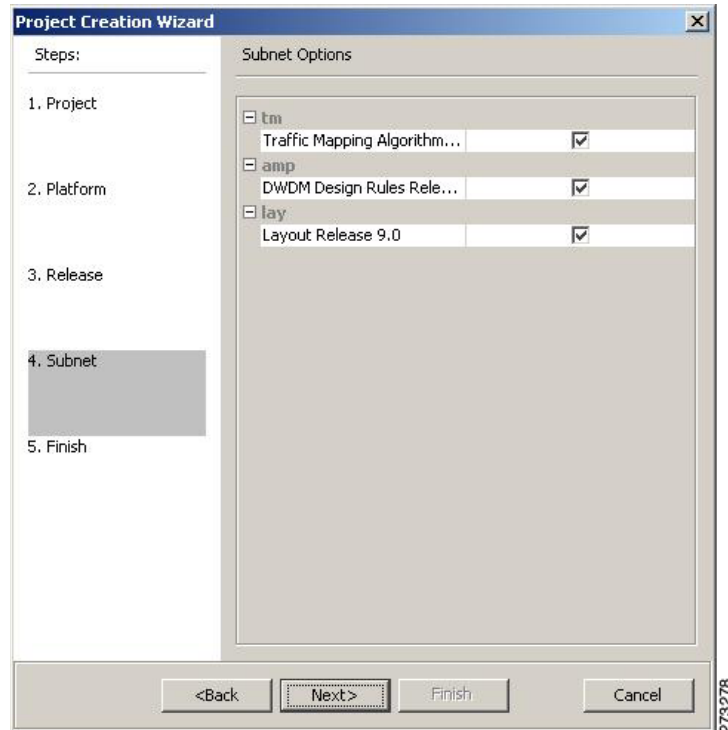 Project Creation Wizard
Steps:
Subnet Options
1. Project
2. Platform
3. Release
4. Subnet
5. Finish
tm
Traffic Mapping Algorithm...
amp
DWDM Design Rules Rele...
lay
Layout Release 9.0
<Back
Next>
Finish
Cancel
273278